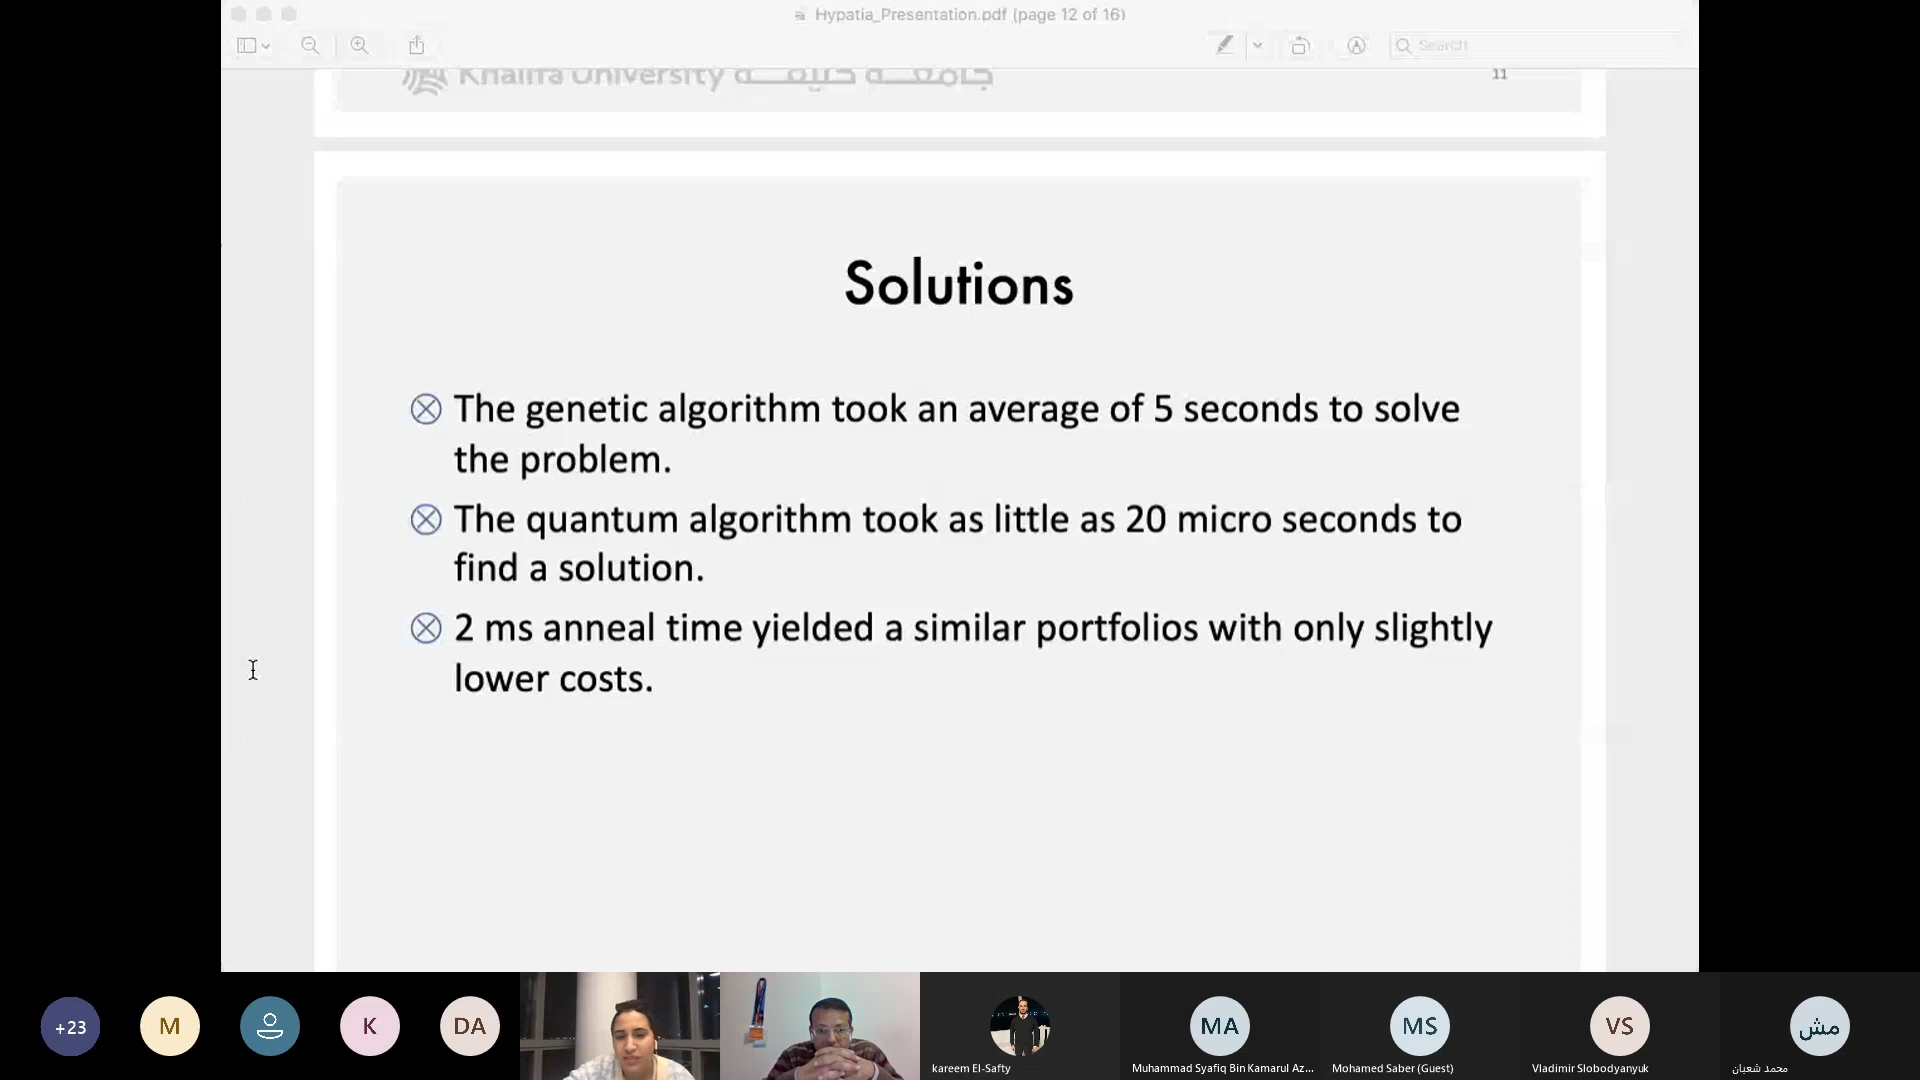 Hypatia_Presentation.pdf (page 12 of 16)
Search
Khalifa University جامعة خليفة
11
Solutions
The genetic algorithm took an average of 5 seconds to solve
the problem.
The quantum algorithm took as little as 20 micro seconds to
find a solution.
2 ms anneal time yielded a similar portfolios with only slightly
lower costs.
+23
M
K
DA
MA
MS
VS
مش
kareem El-Safty
Muhammad Syafiq Bin Kamarul Az...
Mohamed Saber (Guest)
Vladimir Slobodyanyuk
محمد شعبان